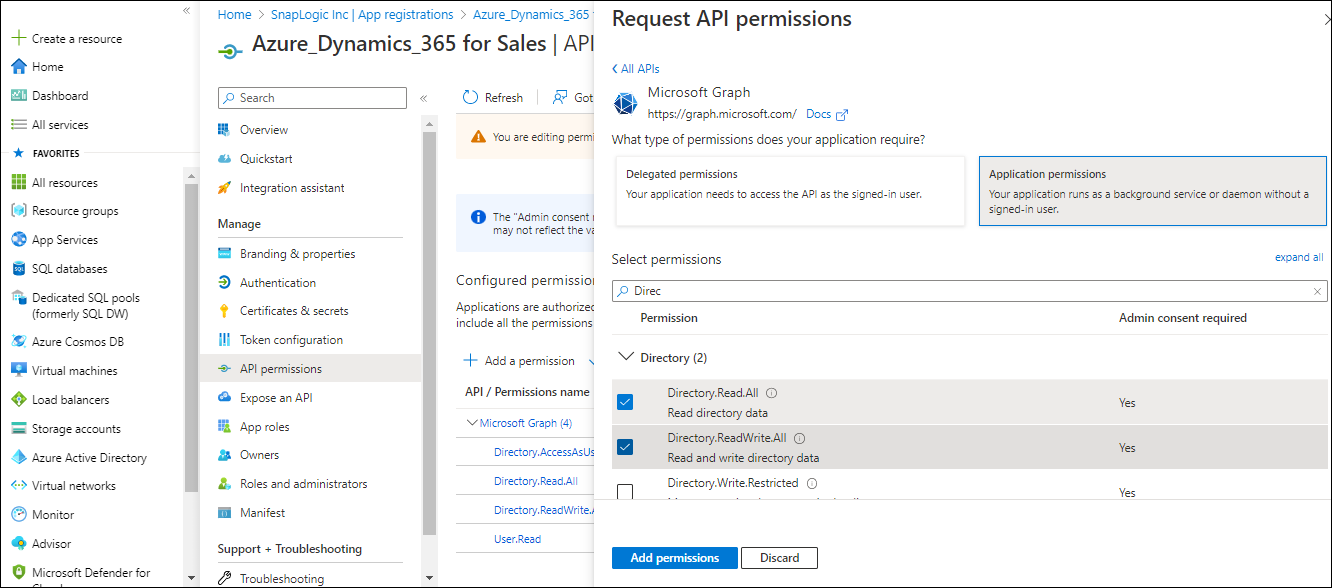 Create a resource
Home
Dashboard
All services
FAVORITES
All resources
Resource groups
App Services
SQL databases
Dedicated SQL pools
(formerly SQL DW)
Azure Cosmos DB
Virtual machines
Load balancers
Storage accounts
Azure Active Directory
Virtual networks
Monitor
Advisor
Microsoft Defender for
Home > SnapLogic Inc | App registrations > Azure_Dynamics_365 f
Azure_Dynamics_365 for Sales | API
Search
Overview
Quickstart
Integration assistant
Manage
Branding & properties
Authentication
Certificates & secrets
Token configuration
API permissions
Expose an API
App roles
Owners
Roles and administrators
Manifest
Support + Troubleshooting
Troubleshooting
Refresh
Got
You are editing permi
The "Admin consent r
may not reflect the va
Configured permission
Applications are authorized
include all the permissions
Add a permission
API / Permissions name
Microsoft Graph (4)
Directory.AccessAsUs
Directory.Read.All
Directory.ReadWrite.A
User.Read
Request API permissions
All APIs
Microsoft Graph
https://graph.microsoft.com/ Docs
What type of permissions does your application require?
Delegated permissions
Your application needs to access the API as the signed-in user.
Application permissions
Your application runs as a background service or daemon without a
signed-in user.
Select permissions
expand all
Direc
Permission Admin consent required
Directory (2)
Directory.Read.All
Read directory data
Yes
Directory.ReadWrite.All
Read and write directory data
Yes
Directory.Write.Restricted
Yes
Add permissions
Discard